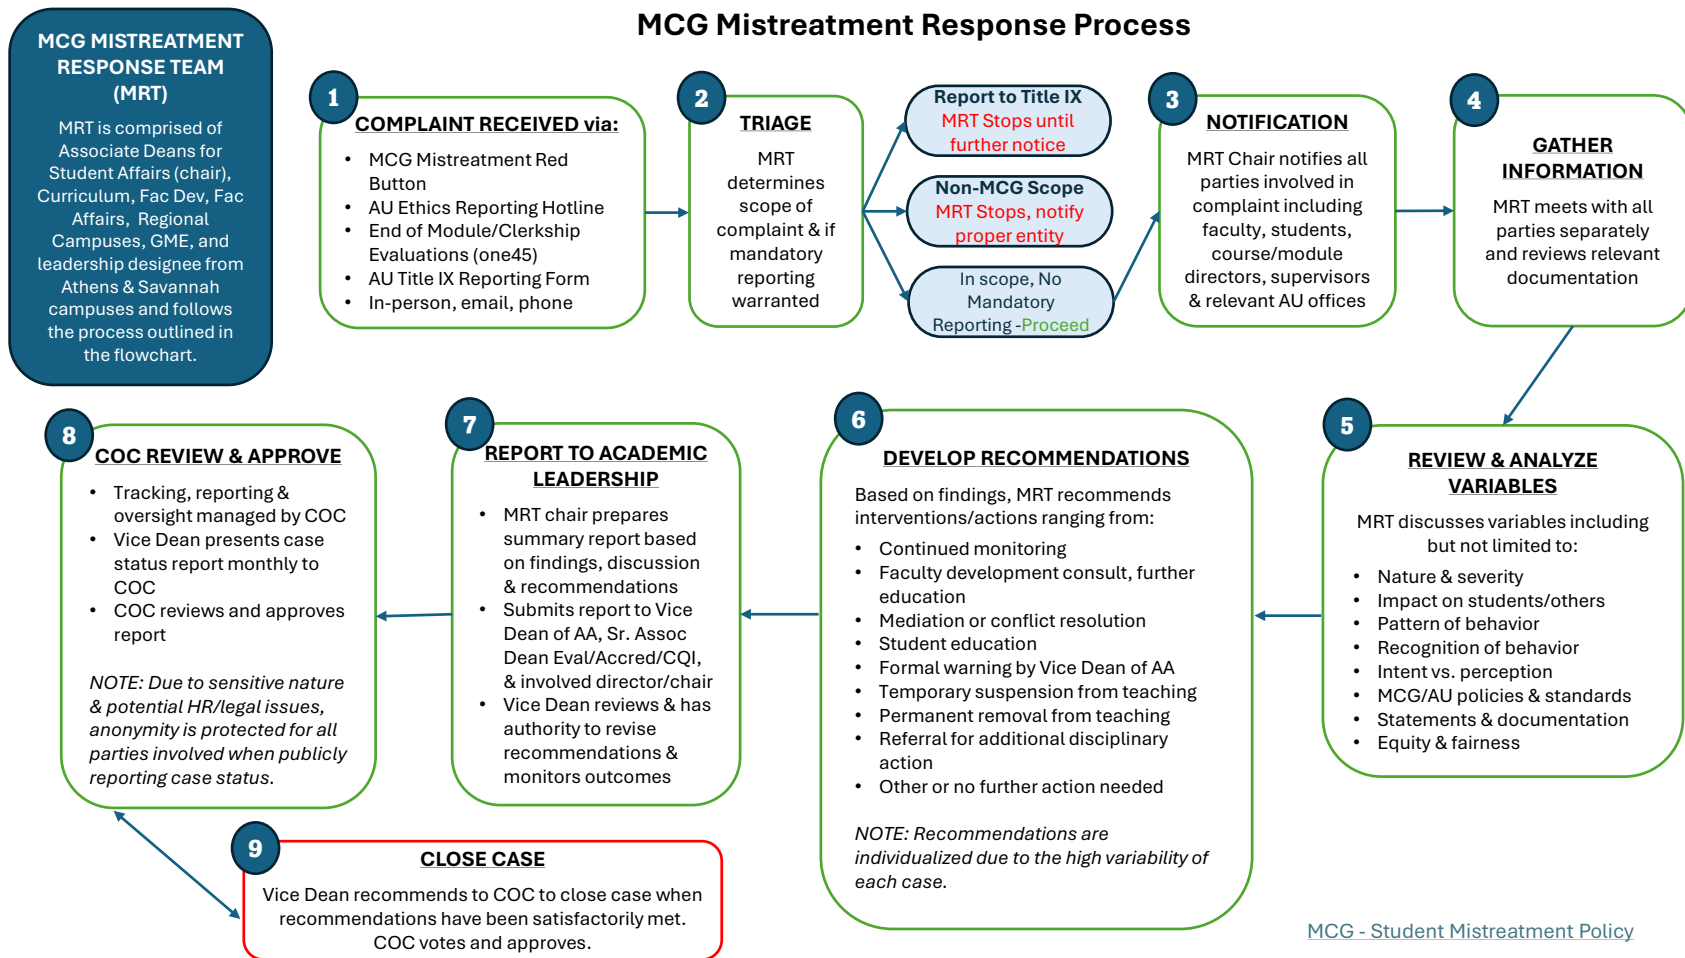 MCG Mistreatment Response Process
MCG MISTREATMENT
RESPONSE TEAM
(MRT)
MRT is comprised of
Associate Deans for
Student Affairs (chair),
Curriculum, Fac Dev, Fac
Affairs, Regional
Campuses, GME, and
leadership designee from
Athens & Savannah
campuses and follows
the process outlined in
the flowchart.
1
COMPLAINT RECEIVED via:
• MCG Mistreatment Red
Button
• AU Ethics Reporting Hotline
• End of Module/Clerkship
Evaluations (one45)
• AU Title IX Reporting Form
• In-person, email, phone
2
TRIAGE
MRT
determines
scope of
complaint & if
mandatory
reporting
warranted
Report to Title IX
MRT Stops until
further notice
Non-MCG Scope
MRT Stops, notify
proper entity
In scope, No
Mandatory
Reporting -Proceed
3
NOTIFICATION
MRT Chair notifies all
parties involved in
complaint including
faculty, students,
course/module
directors, supervisors
& relevant AU offices
4
GATHER
INFORMATION
MRT meets with all
parties separately
and reviews relevant
documentation
5
REVIEW & ANALYZE
VARIABLES
MRT discusses variables including
but not limited to:
• Nature & severity
• Impact on students/others
• Pattern of behavior
• Recognition of behavior
• Intent vs. perception
• MCG/AU policies & standards
• Statements & documentation
• Equity & fairness
6
DEVELOP RECOMMENDATIONS
Based on findings, MRT recommends
interventions/actions ranging from:
• Continued monitoring
• Faculty development consult, further
education
• Mediation or conflict resolution
• Student education
• Formal warning by Vice Dean of AA
• Temporary suspension from teaching
• Permanent removal from teaching
• Referral for additional disciplinary
action
• Other or no further action needed
NOTE: Recommendations are
individualized due to the high variability of
each case.
7
REPORT TO ACADEMIC
LEADERSHIP
• MRT chair prepares
summary report based
on findings, discussion
& recommendations
• Submits report to Vice
Dean of AA, Sr. Assoc
Dean Eval/Accred/CQI,
& involved director/chair
• Vice Dean reviews & has
authority to revise
recommendations &
monitors outcomes
8
COC REVIEW & APPROVE
• Tracking, reporting &
oversight managed by COC
• Vice Dean presents case
status report monthly to
COC
• COC reviews and approves
report
NOTE: Due to sensitive nature
& potential HR/legal issues,
anonymity is protected for all
parties involved when publicly
reporting case status.
9
CLOSE CASE
Vice Dean recommends to COC to close case when
recommendations have been satisfactorily met.
COC votes and approves.
MCG - Student Mistreatment Policy